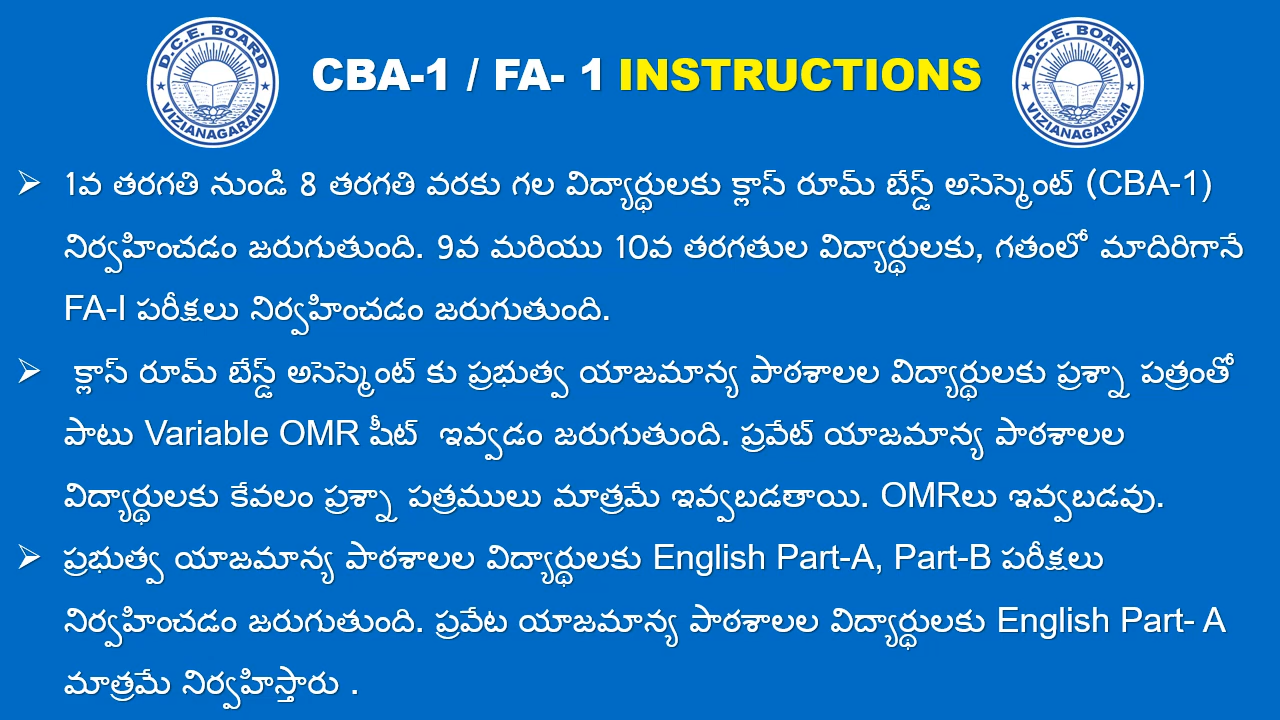 D.C.E. BOARD
VIZIANAGARAM
CBA-1 / FA- 1 INSTRUCTIONS
D.C.E. BOARD
VIZIANAGARAM
➢ 1వ తరగతి నుండి 8 తరగతి వరకు గల విద్యార్థులకు క్లాస్ రూమ్ బేస్డ్ అసెస్మెంట్ (CBA-1)
నిర్వహించడం జరుగుతుంది. 9వ మరియు 10వ తరగతుల విద్యార్థులకు, గతంలో మాదిరిగానే
FA-I పరీక్షలు నిర్వహించడం జరుగుతుంది.
➢ క్లాస్ రూమ్ బేస్డ్ అసెస్మెంట్ కు ప్రభుత్వ యాజమాన్య పాఠశాలల విద్యార్థులకు ప్రశ్నా పత్రంతో
పాటు Variable OMR షీట్ ఇవ్వడం జరుగుతుంది. ప్రవేట్ యాజమాన్య పాఠశాలల
విద్యార్థులకు కేవలం ప్రశ్నా పత్రములు మాత్రమే ఇవ్వబడతాయి. OMRలు ఇవ్వబడవు.
➢ ప్రభుత్వ యాజమాన్య పాఠశాలల విద్యార్థులకు English Part-A, Part-B పరీక్షలు
నిర్వహించడం జరుగుతుంది. ప్రవేట యాజమాన్య పాఠశాలల విద్యార్థులకు English Part- A
మాత్రమే నిర్వహిస్తారు .